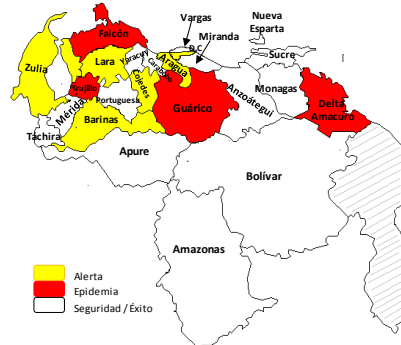 Vargas
Nueva
Esparta
Falcón
Miranda
D.C
Sucre
Zulia
Lara
Yaracuy
Carabobo
Aragua
Trujillo
Cojedes
Mérida
Portuguesa
Guárico
Anzoátegui
Monagas
Delta
Amacuro
Barinas
Táchira
Apure
Bolívar
Amazonas
Alerta
Epidemia
Seguridad / Éxito